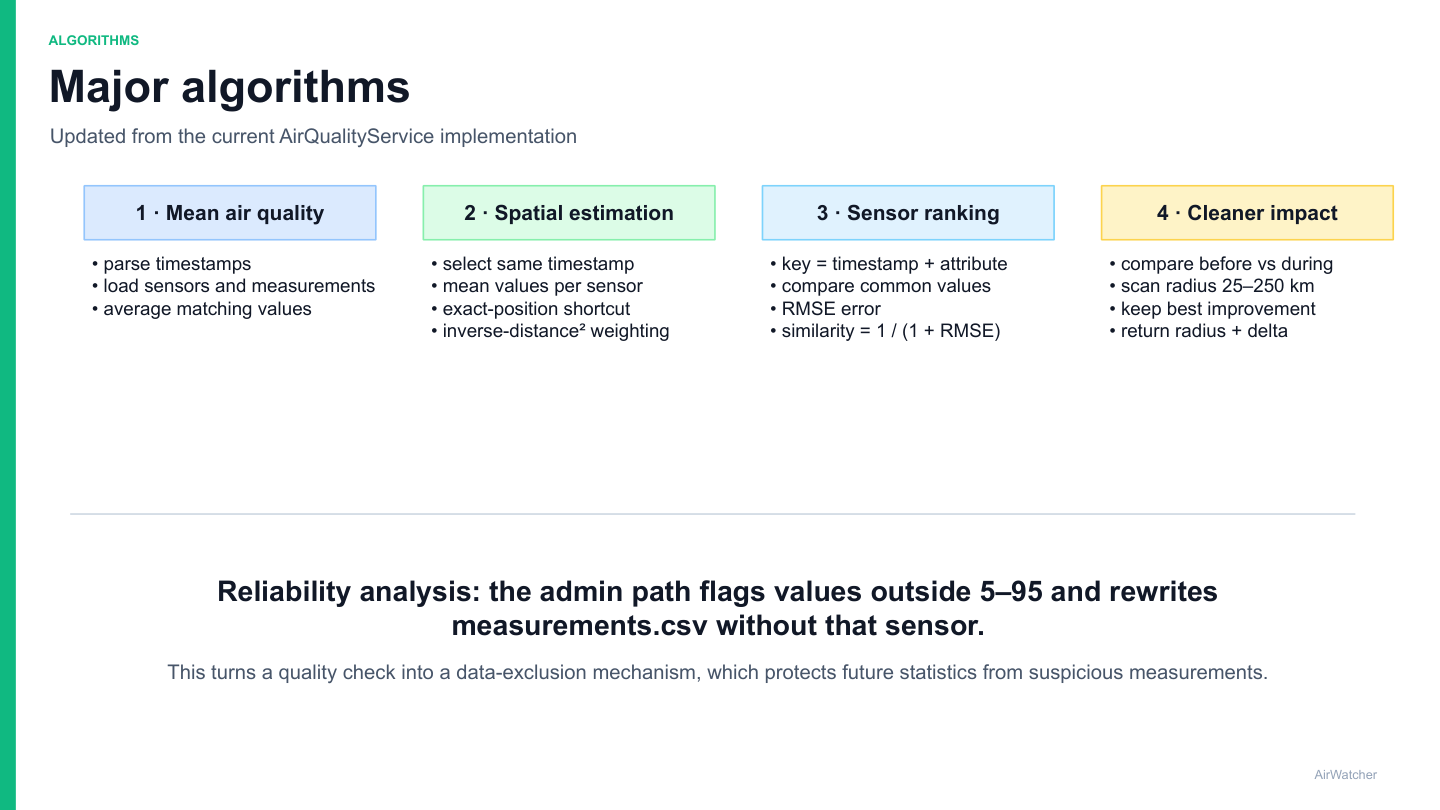 ALGORITHMS
Major algorithms
Updated from the current AirQualityService implementation
1 · Mean air quality
• parse timestamps
• load sensors and measurements
• average matching values
2 · Spatial estimation
• select same timestamp
• mean values per sensor
• exact-position shortcut
• inverse-distance² weighting
3 · Sensor ranking
• key = timestamp + attribute
• compare common values
• RMSE error
• similarity = 1 / (1 + RMSE)
4 · Cleaner impact
• compare before vs during
• scan radius 25–250 km
• keep best improvement
• return radius + delta
Reliability analysis: the admin path flags values outside 5–95 and rewrites
measurements.csv without that sensor.
This turns a quality check into a data-exclusion mechanism, which protects future statistics from suspicious measurements.
AirWatcher